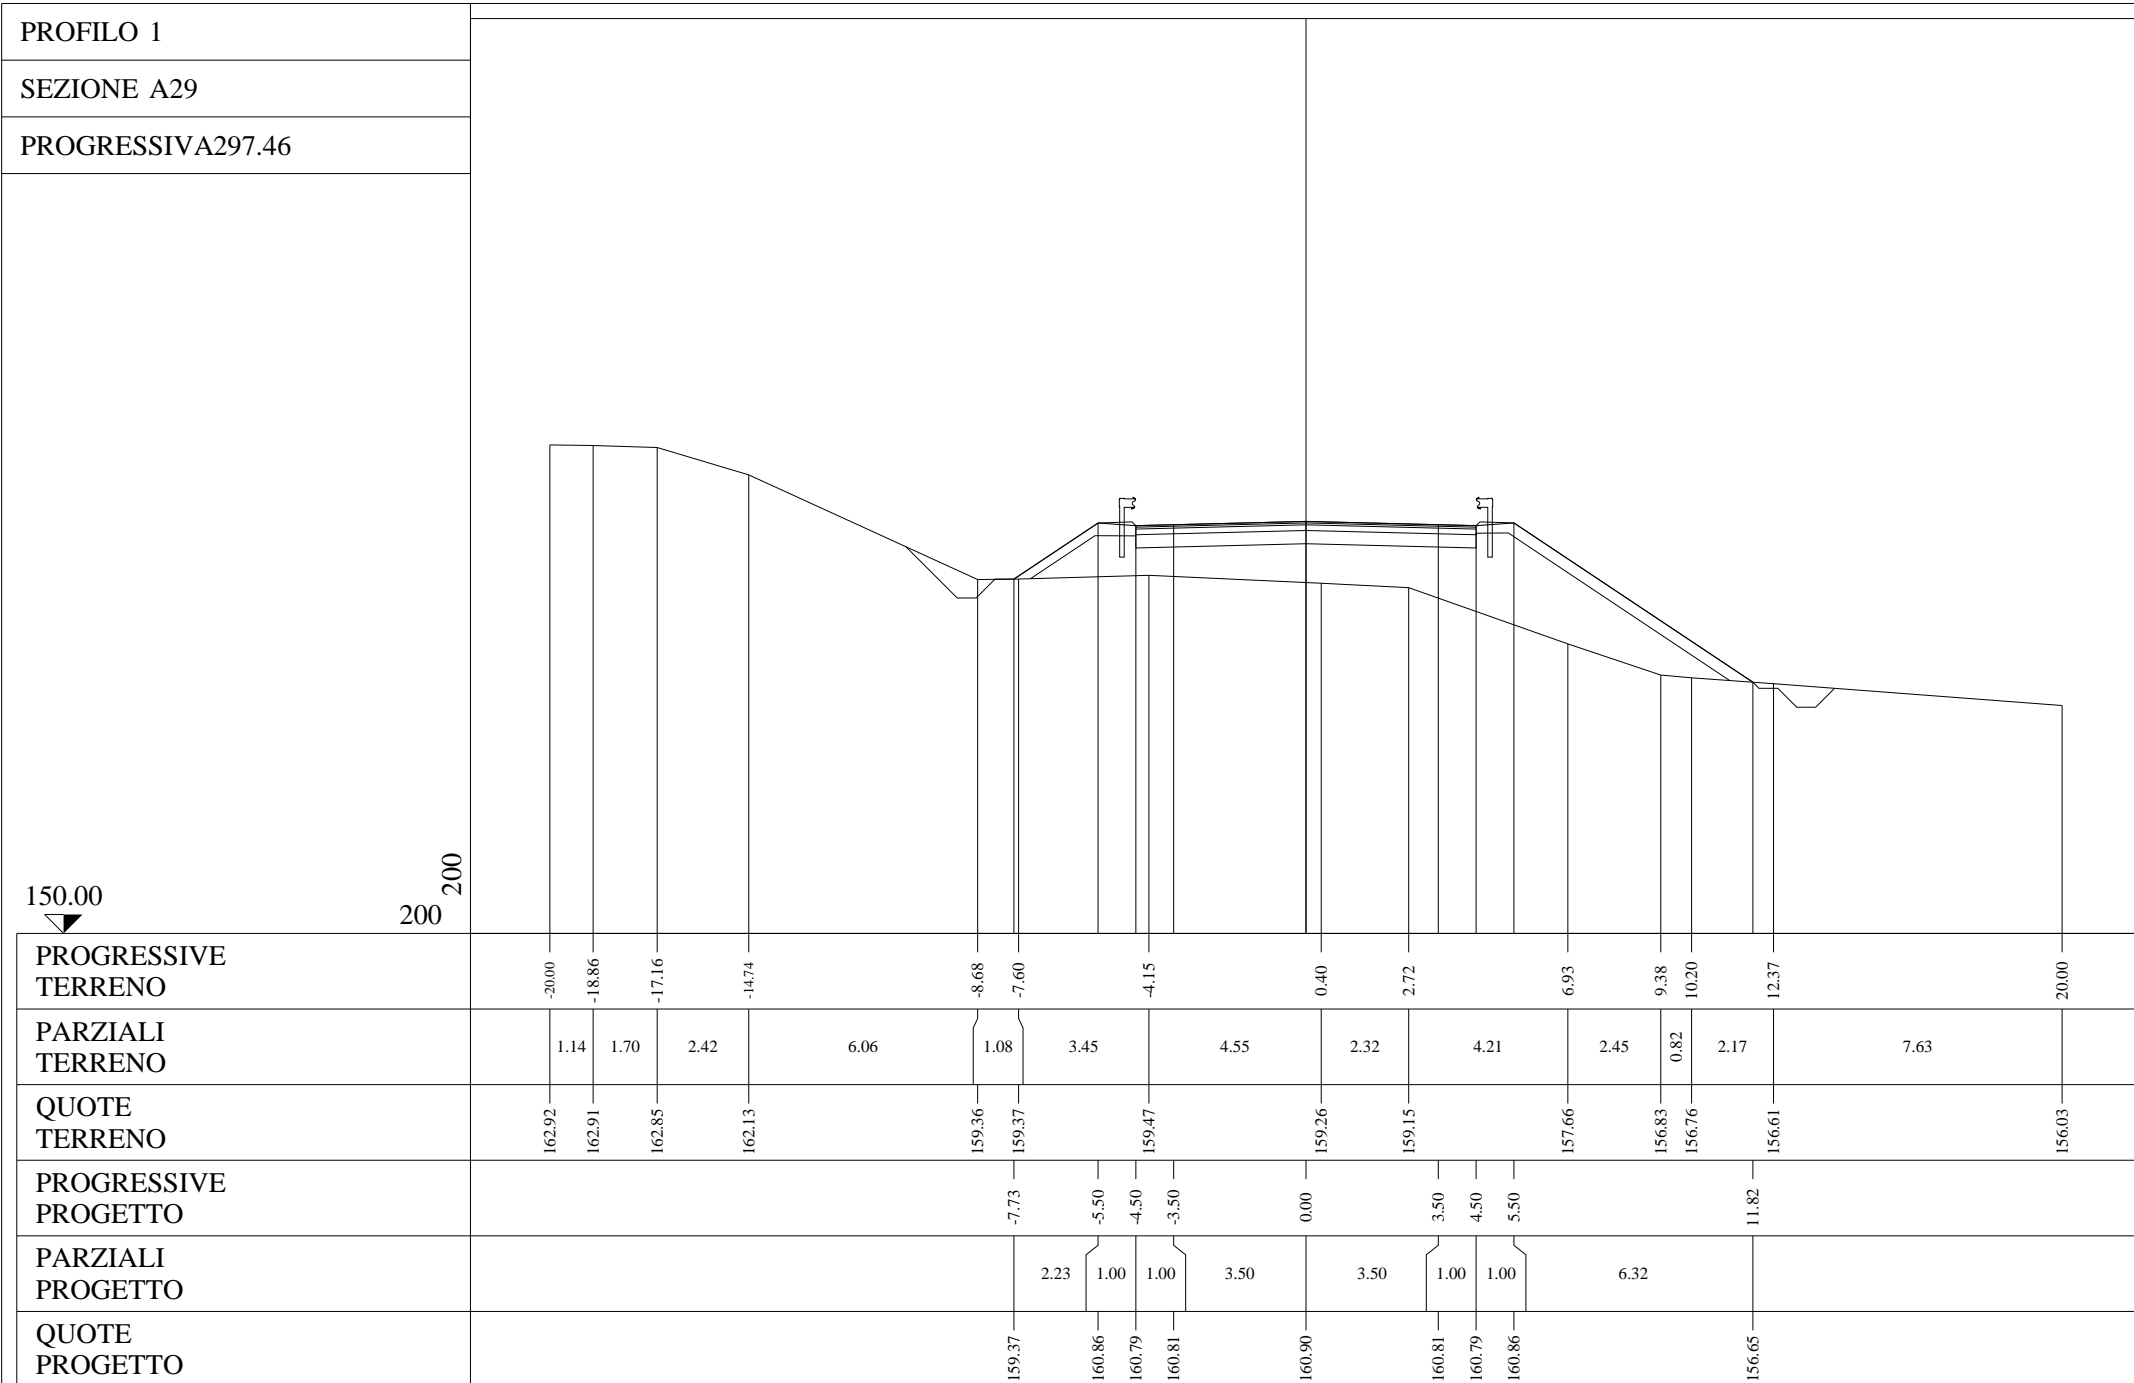 PROFILO 1
SEZIONE A29
PROGRESSIVA297.46
200
150.00
200
PROGRESSIVE
TERRENO
-20.00 -18.86 -17.16 -14.74 -8.68 -7.60 -4.15 0.40 2.72 6.93 9.38 10.20 12.37 20.00
PARZIALI
TERRENO
1.14 1.70 2.42 6.06 1.08 3.45 4.55 2.32 4.21 2.45 0.82 2.17 7.63
QUOTE
TERRENO
162.92 162.91 162.85 162.13 159.36 159.37 159.47 159.26 159.15 157.66 156.83 156.76 156.61 156.03
PROGRESSIVE
PROGETTO
-7.73 -5.50 -4.50 -3.50 0.00 3.50 4.50 5.50 11.82
PARZIALI
PROGETTO
2.23 1.00 1.00 3.50 3.50 1.00 1.00 6.32
QUOTE
PROGETTO
159.37 160.86 160.79 160.81 160.90 160.81 160.79 160.86 156.65